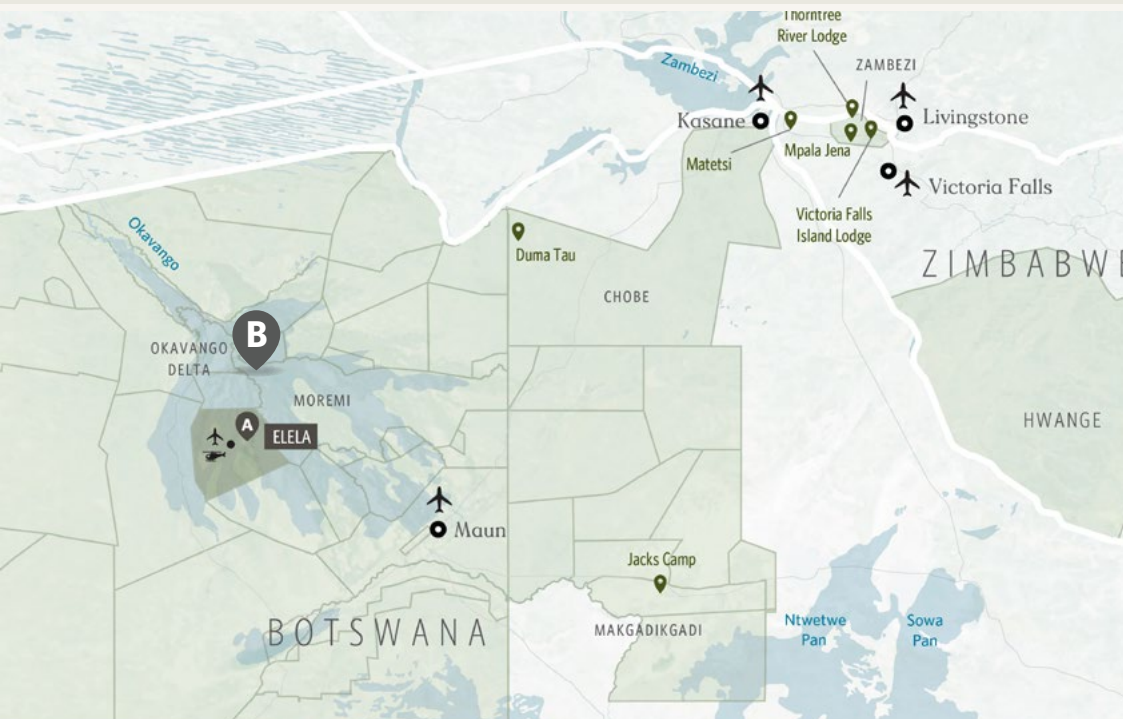 Thorntree
River Lodge
ZAMBEZI
Zambezi
Kasane
Livingstone
Matetsi
Mpala Jena
Victoria Falls
Victoria Falls
Island Lodge
Okavango
Duma Tau
ZIMBABWE
CHOBE
B
OKAVANGO
DELTA
MOREMI
A
ELELA
HWANGE
Maun
Jacks Camp
BOTSWANA
MAKGADIKGADI
Ntwetwe
Pan
Sowa
Pan